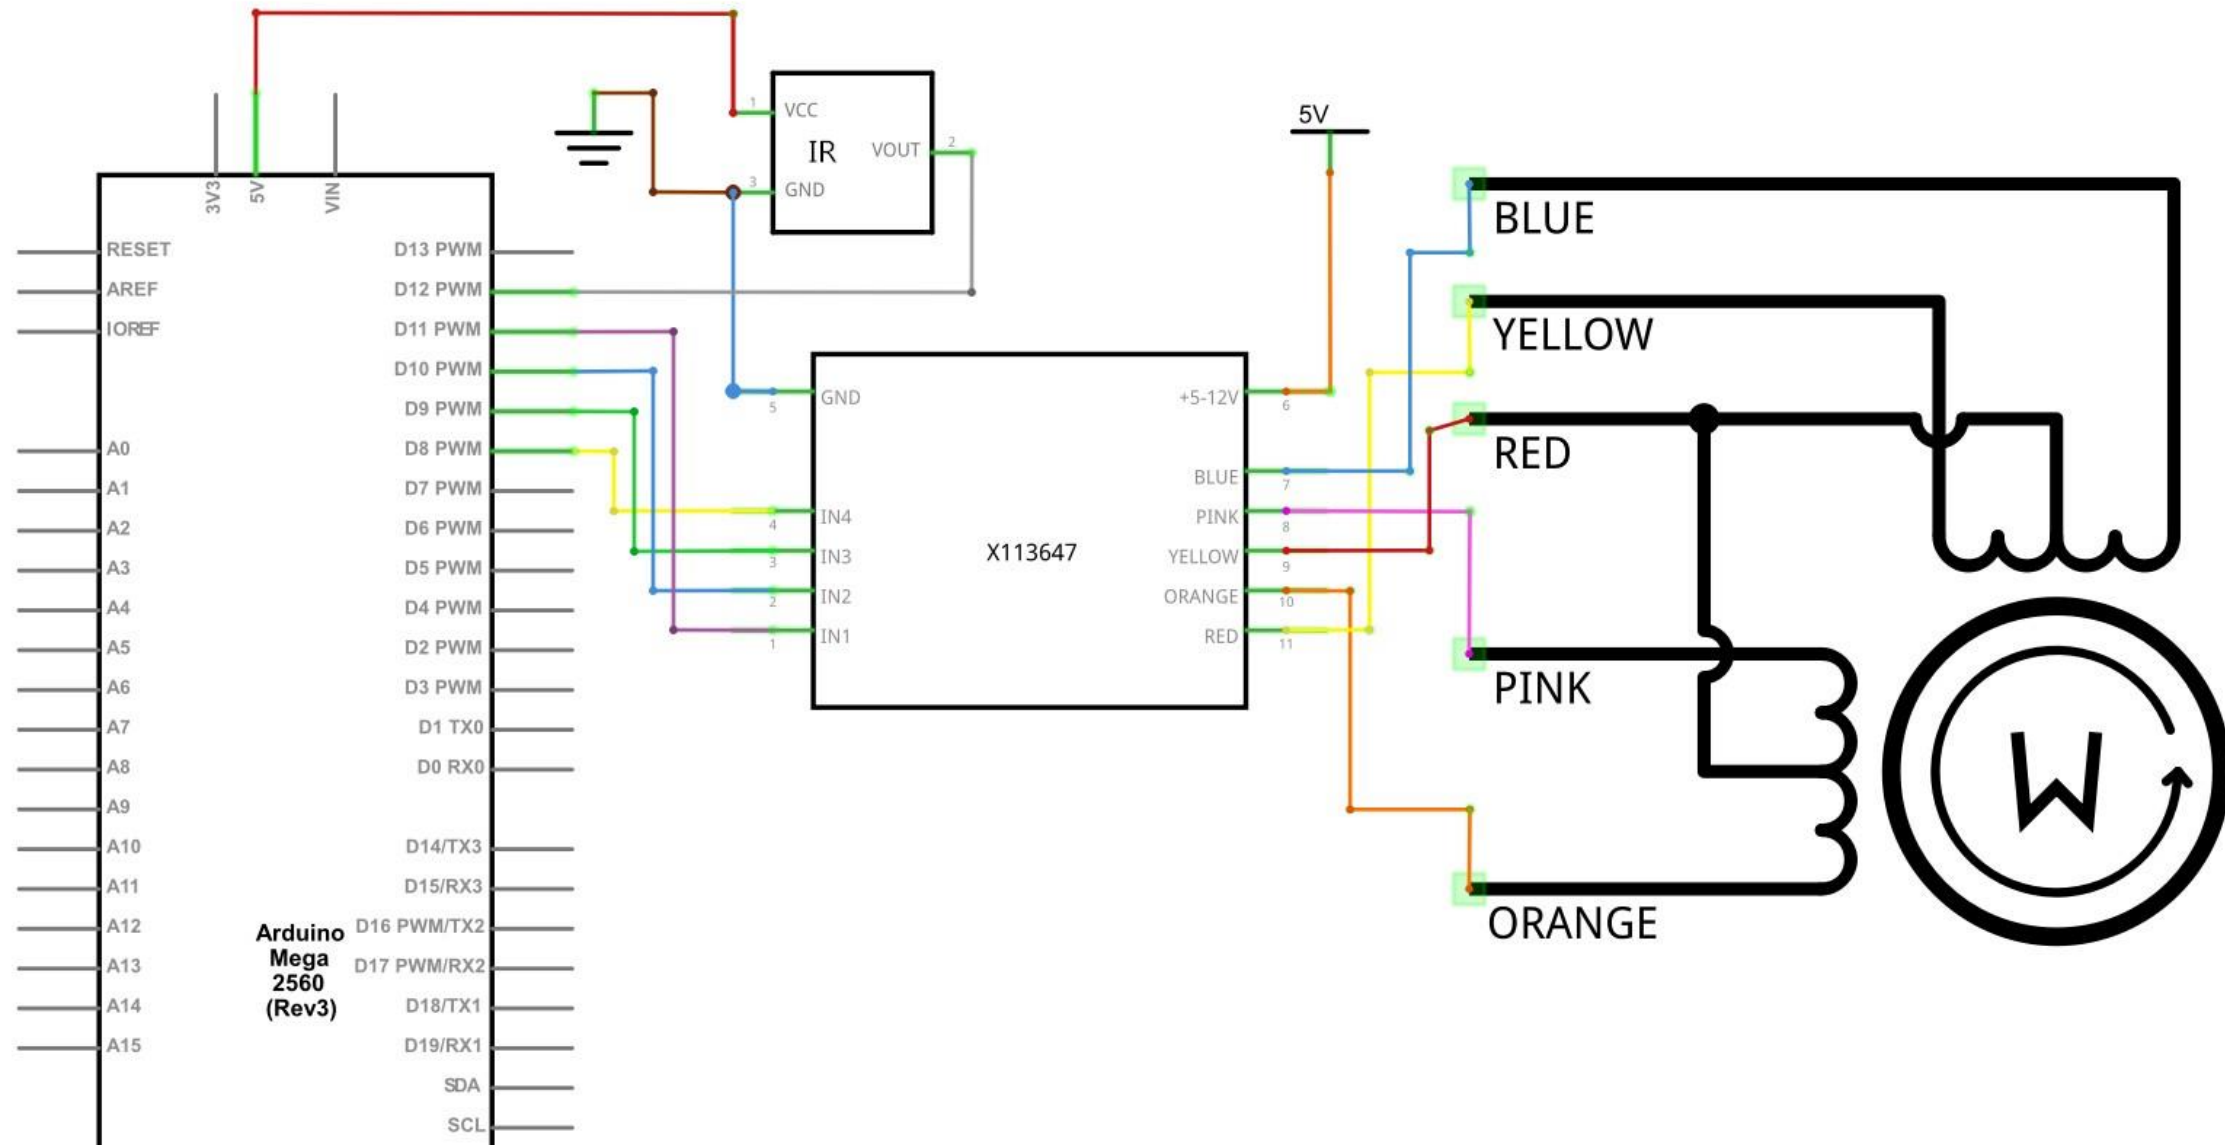 3V3
5V
VIN
RESET
AREF
IOREF
A0
A1
A2
A3
A4
A5
A6
A7
A8
A9
A10
A11
A12
A13
A14
A15
D13 PWM
D12 PWM
D11 PWM
D10 PWM
D9 PWM
D8 PWM
D7 PWM
D6 PWM
D5 PWM
D4 PWM
D2 PWM
D3 PWM
D1 TX0
D0 RX0
D14/TX3
D15/RX3
D16 PWM/TX2
D17 PWM/RX2
D18/TX1
D19/RX1
SDA
SCL
Arduino
Mega
2560
(Rev3)
1
VCC
IR
VOUT
2
3
GND
5V
GND
5
IN4
4
IN3
3
IN2
2
IN1
1
X113647
+5-12V
6
BLUE
7
PINK
8
YELLOW
9
ORANGE
10
RED
11
BLUE
YELLOW
RED
PINK
ORANGE
M